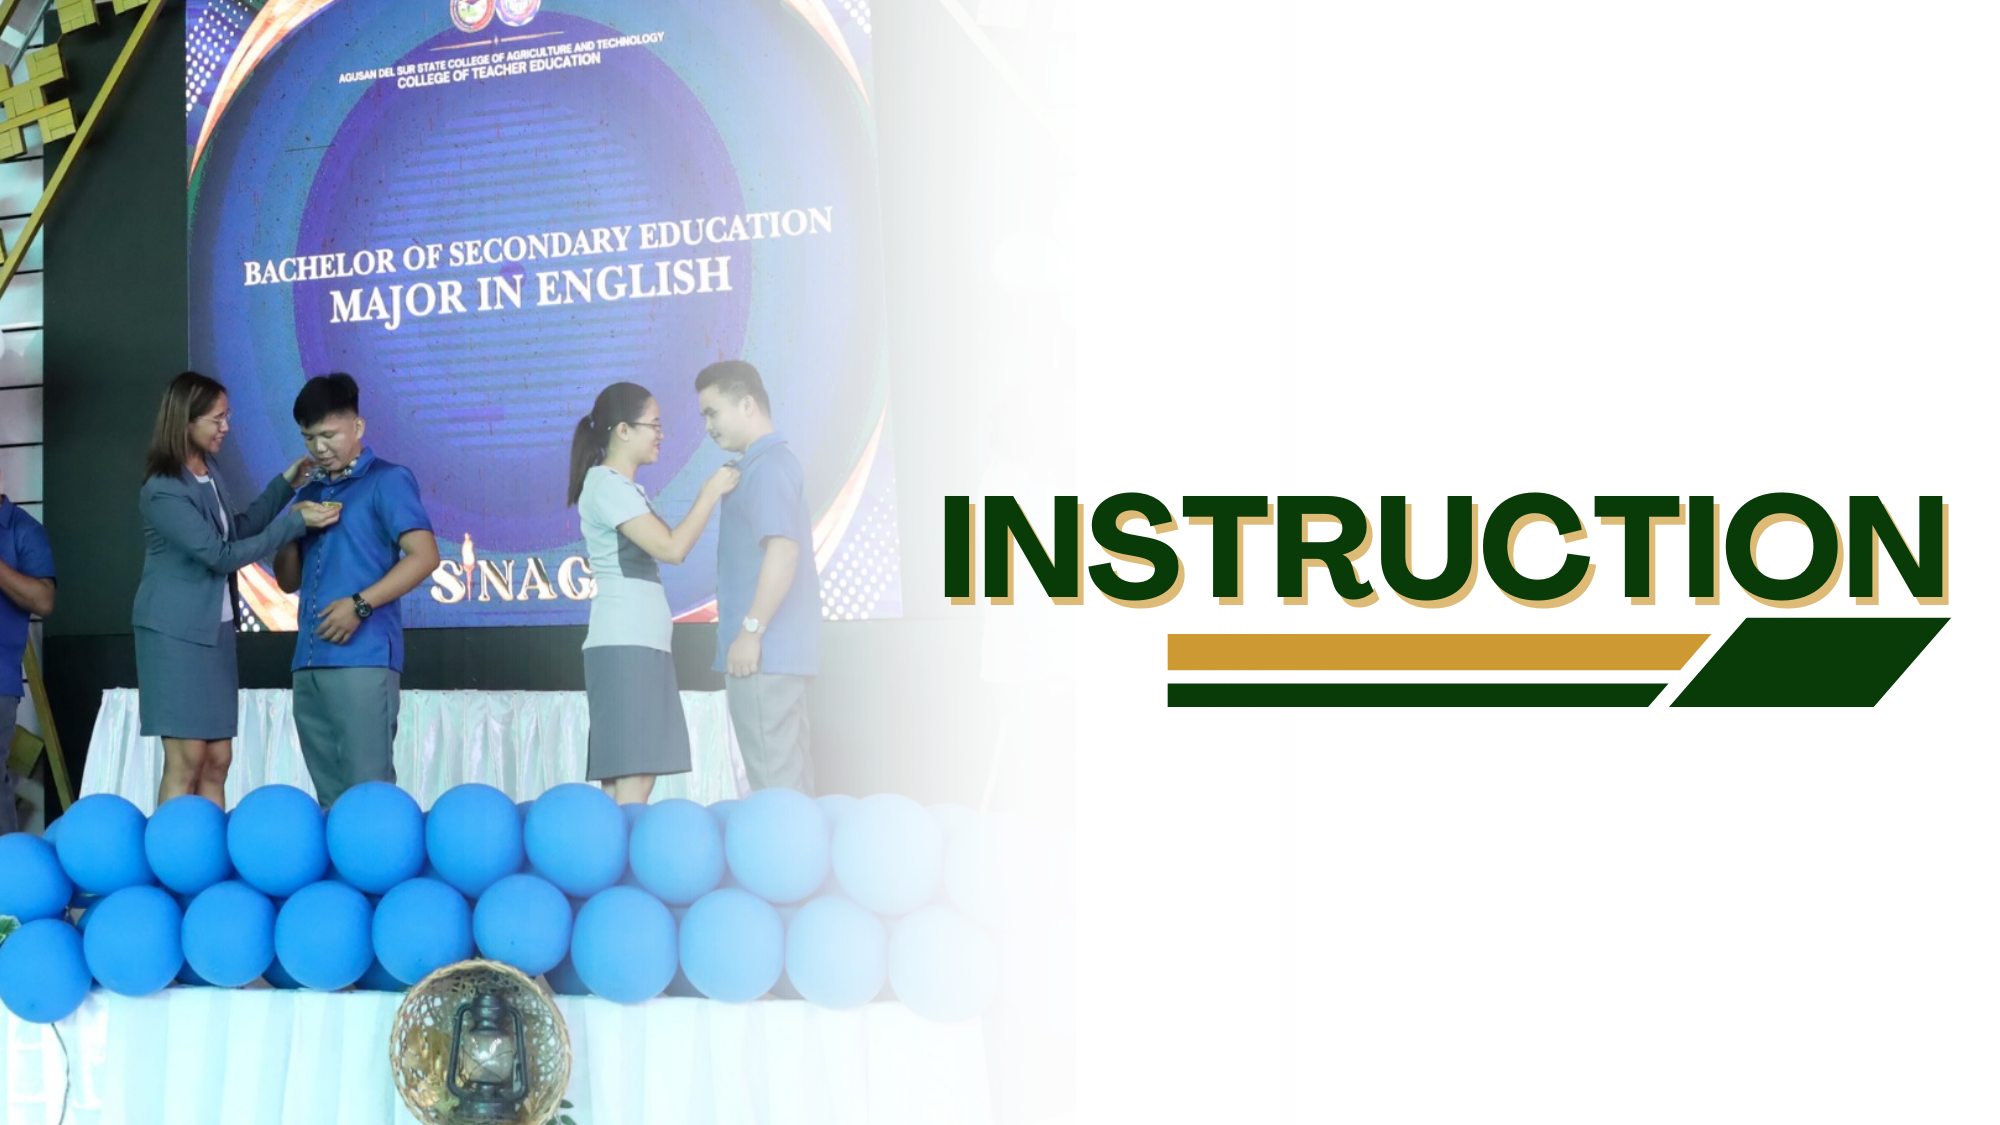 AGUSAN DEL SUR STATE COLLEGE OF AGRICULTURE AND TECHNOLOGY
COLLEGE OF TEACHER EDUCATION
BACHELOR OF SECONDARY EDUCATION
MAJOR IN ENGLISH
SINAG
INSTRUCTION